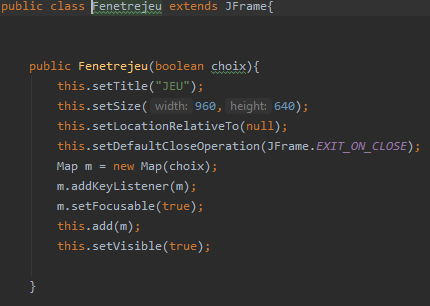 public class Fenetrejeu extends JFrame{
public Fenetrejeu(boolean choix){
this.setTitle("JEU");
this.setSize( width: 960, height: 640);
this.setLocationRelativeTo(null);
this.setDefaultCloseOperation(JFrame.EXIT_ON_CLOSE);
Map m = new Map(choix);
m.addKeyListener(m);
m.setFocusable(true);
this.add(m);
this.setVisible(true);
}